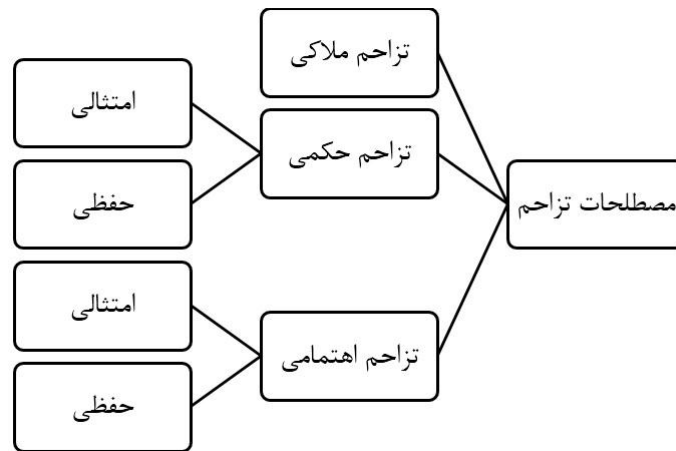 مصطلحات تزاحم
تزاحم ملاکی
تزاحم حکمی
امتثالی
حفظی
تزاحم اهتمامی
امتثالی
حفظی